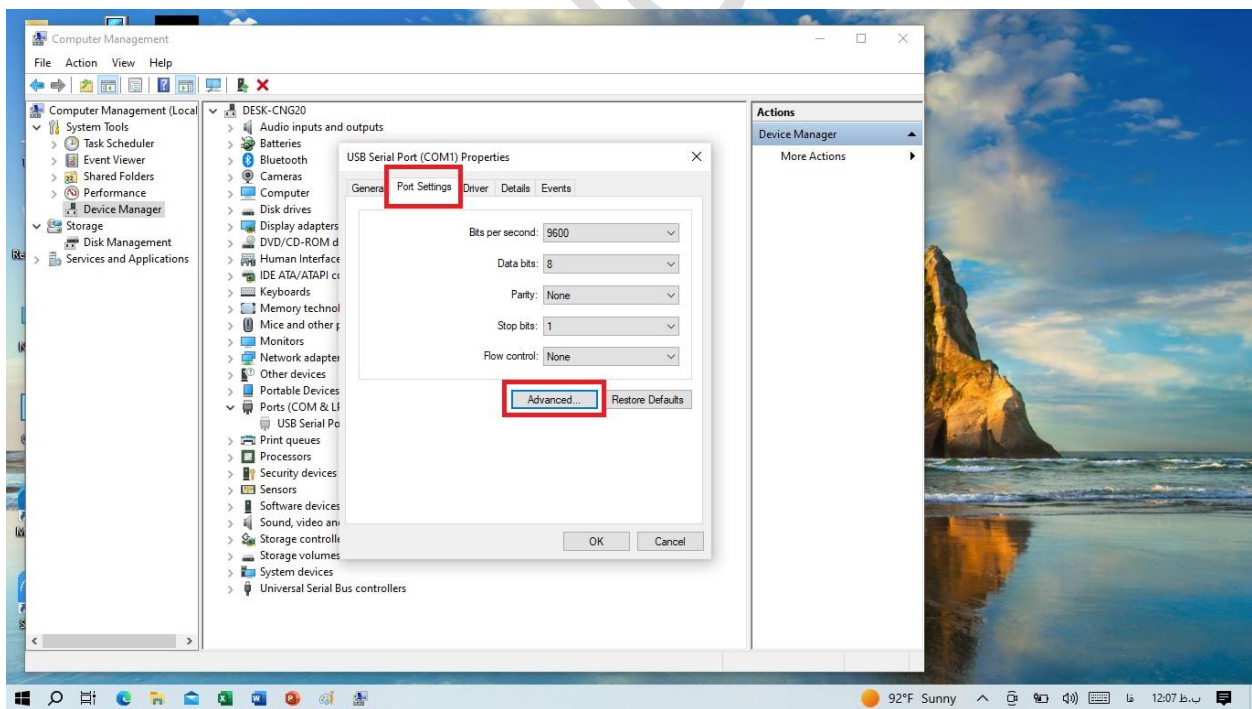 Computer Management
File Action View Help
Computer Management (Local
System Tools
Task Scheduler
Event Viewer
Shared Folders
Performance
Device Manager
Storage
Disk Management
Services and Applications
DESK-CNG20
Audio inputs and outputs
Batteries
Bluetooth
Cameras
Computer
Disk drives
Display adapters
DVD/CD-ROM d
Human Interface
IDE ATA/ATAPI co
Keyboards
Memory technol
Mice and other p
Monitors
Network adapter
Other devices
Portable Devices
Ports (COM & LP
USB Serial Po
Print queues
Processors
Security devices
Sensors
Software devices
Sound, video and
Storage controlle
Storage volumes
System devices
Universal Serial Bus controllers
USB Serial Port (COM1) Properties
General Port Settings Driver Details Events
Bits per second: 9600
Data bits: 8
Parity: None
Stop bits: 1
Flow control: None
Advanced... Restore Defaults
OK Cancel
Actions
Device Manager
More Actions
92°F Sunny فا 12:07 ب.ظ